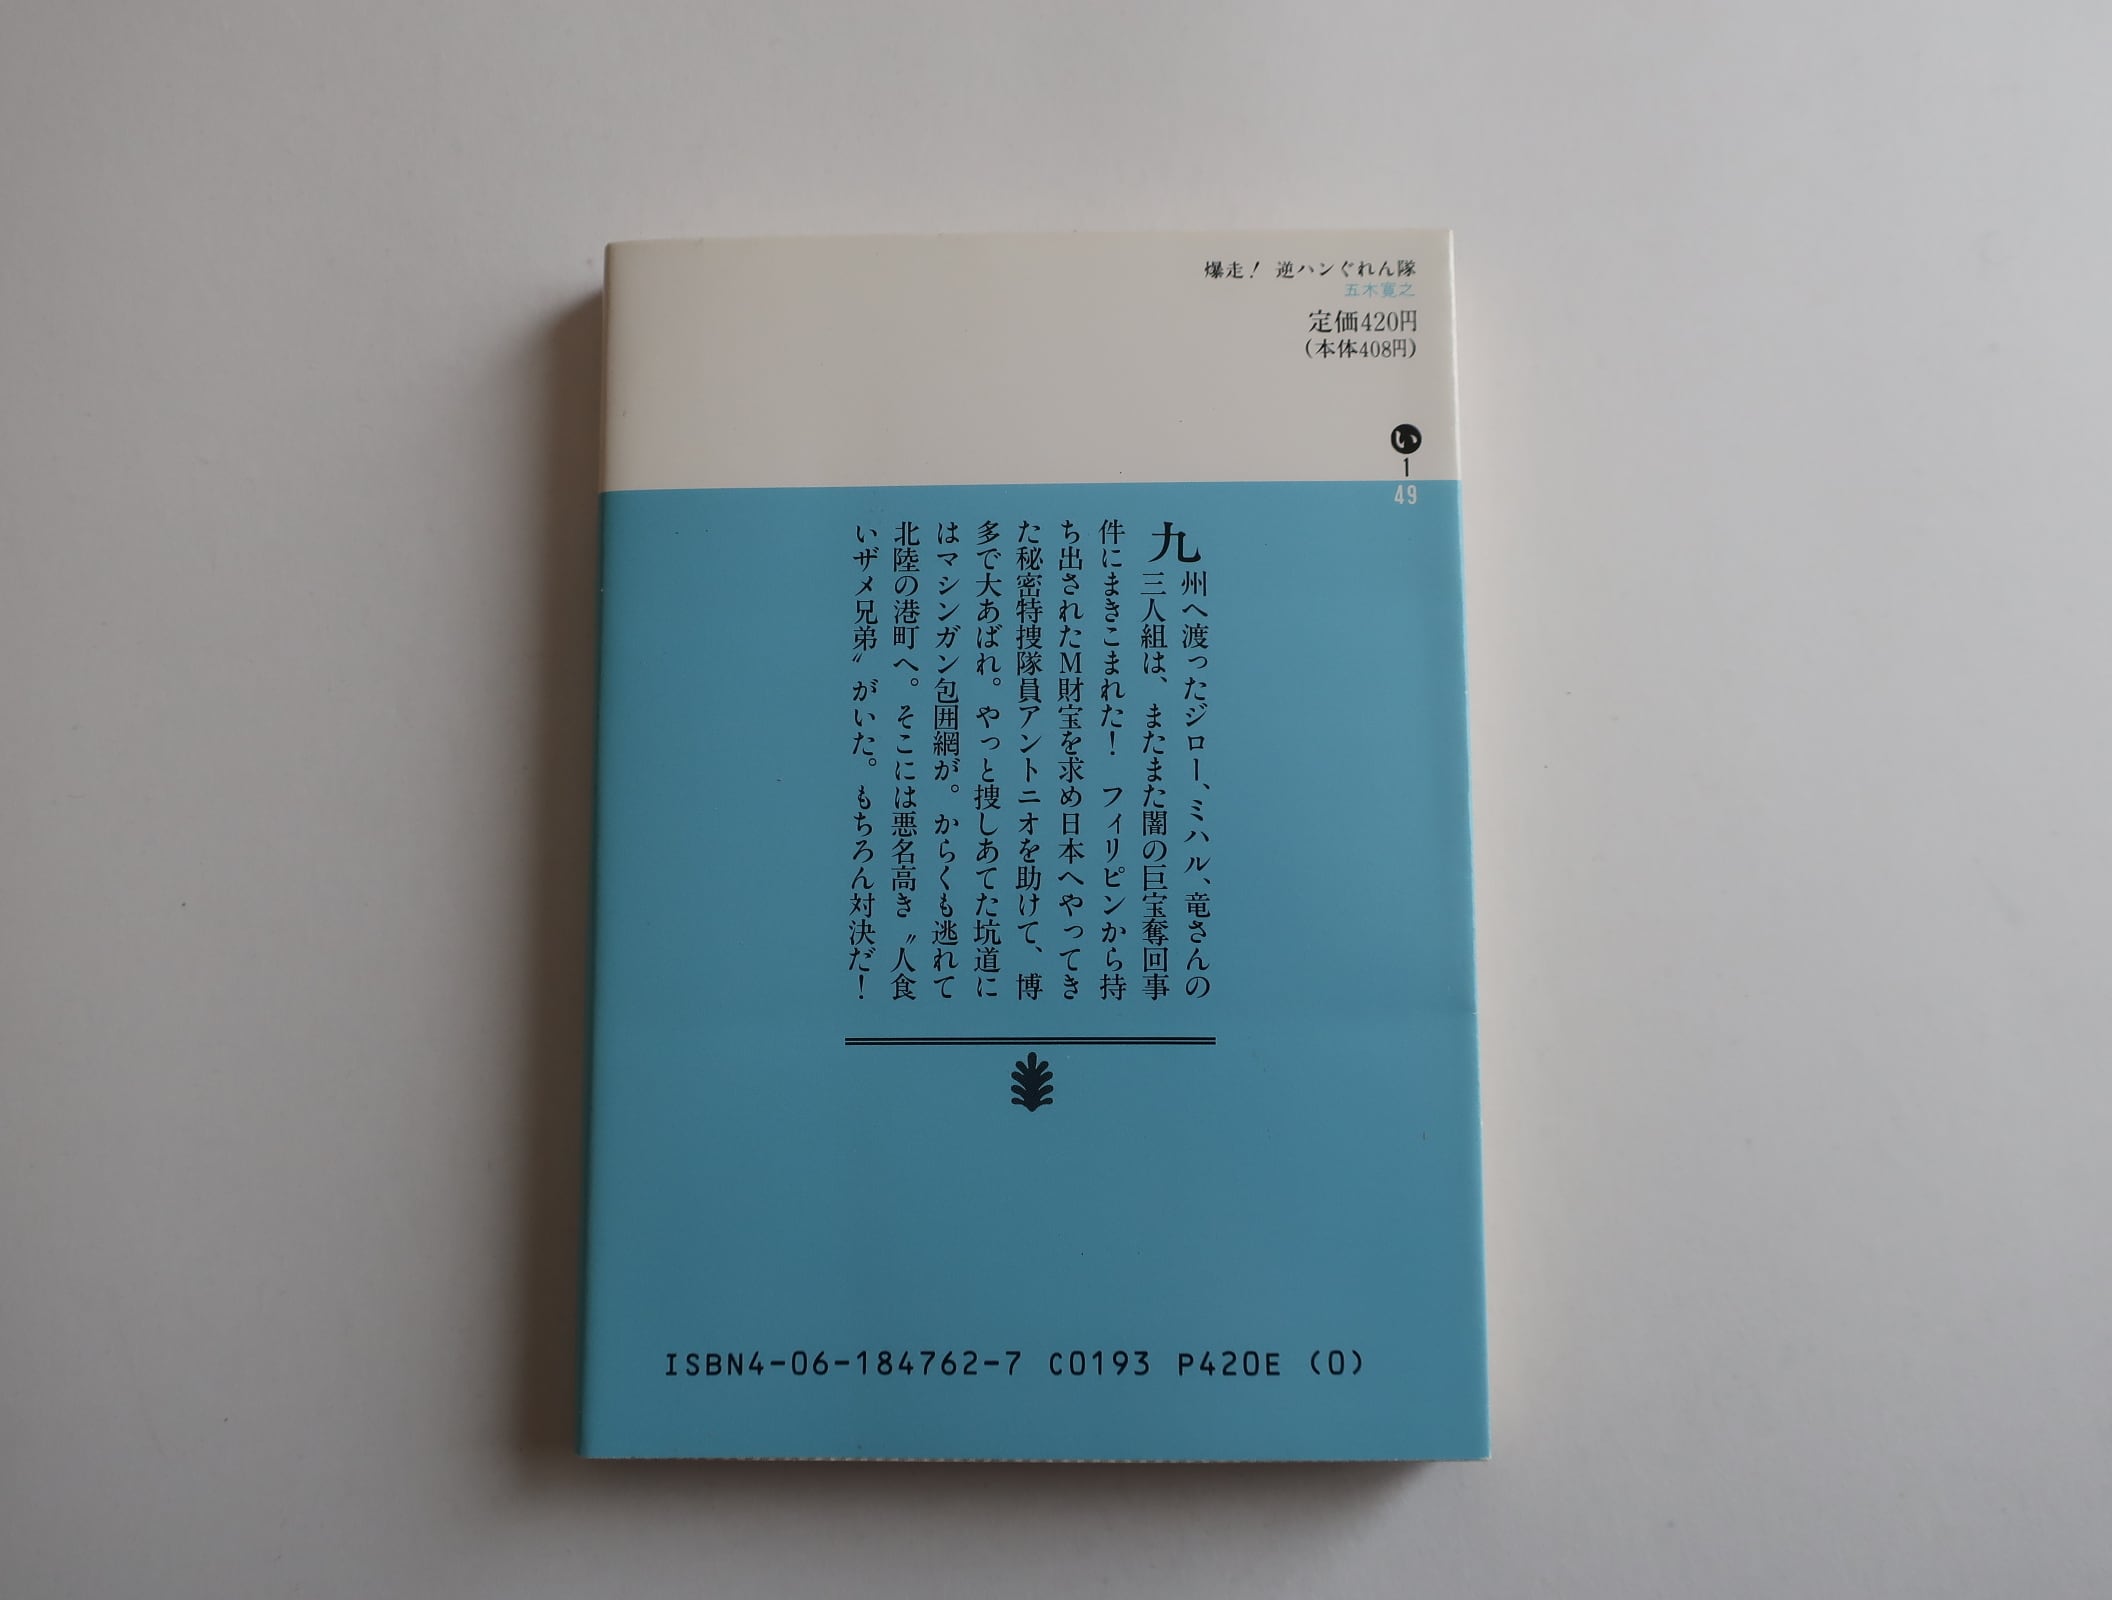 爆走！ 逆ハンぐれん隊
五木寛之
定価420円
（本体408円）
い
1
49
九州へ渡ったジロー、ミハル、竜さんの
三人組は、またまた闇の巨宝奪回事
件にまきこまれた！ フィリピンから持
ち出されたM財宝を求め日本へやってき
た秘密特捜隊員アントニオを助けて、博
多で大あばれ。やっと捜しあてた坑道に
はマシンガン包囲網が。からくも逃れて
北陸の港町へ。そこには悪名高き〝人食
いザメ兄弟〟がいた。もちろん対決だ！
ISBN4-06-184762-7 C0193 P420E (0)